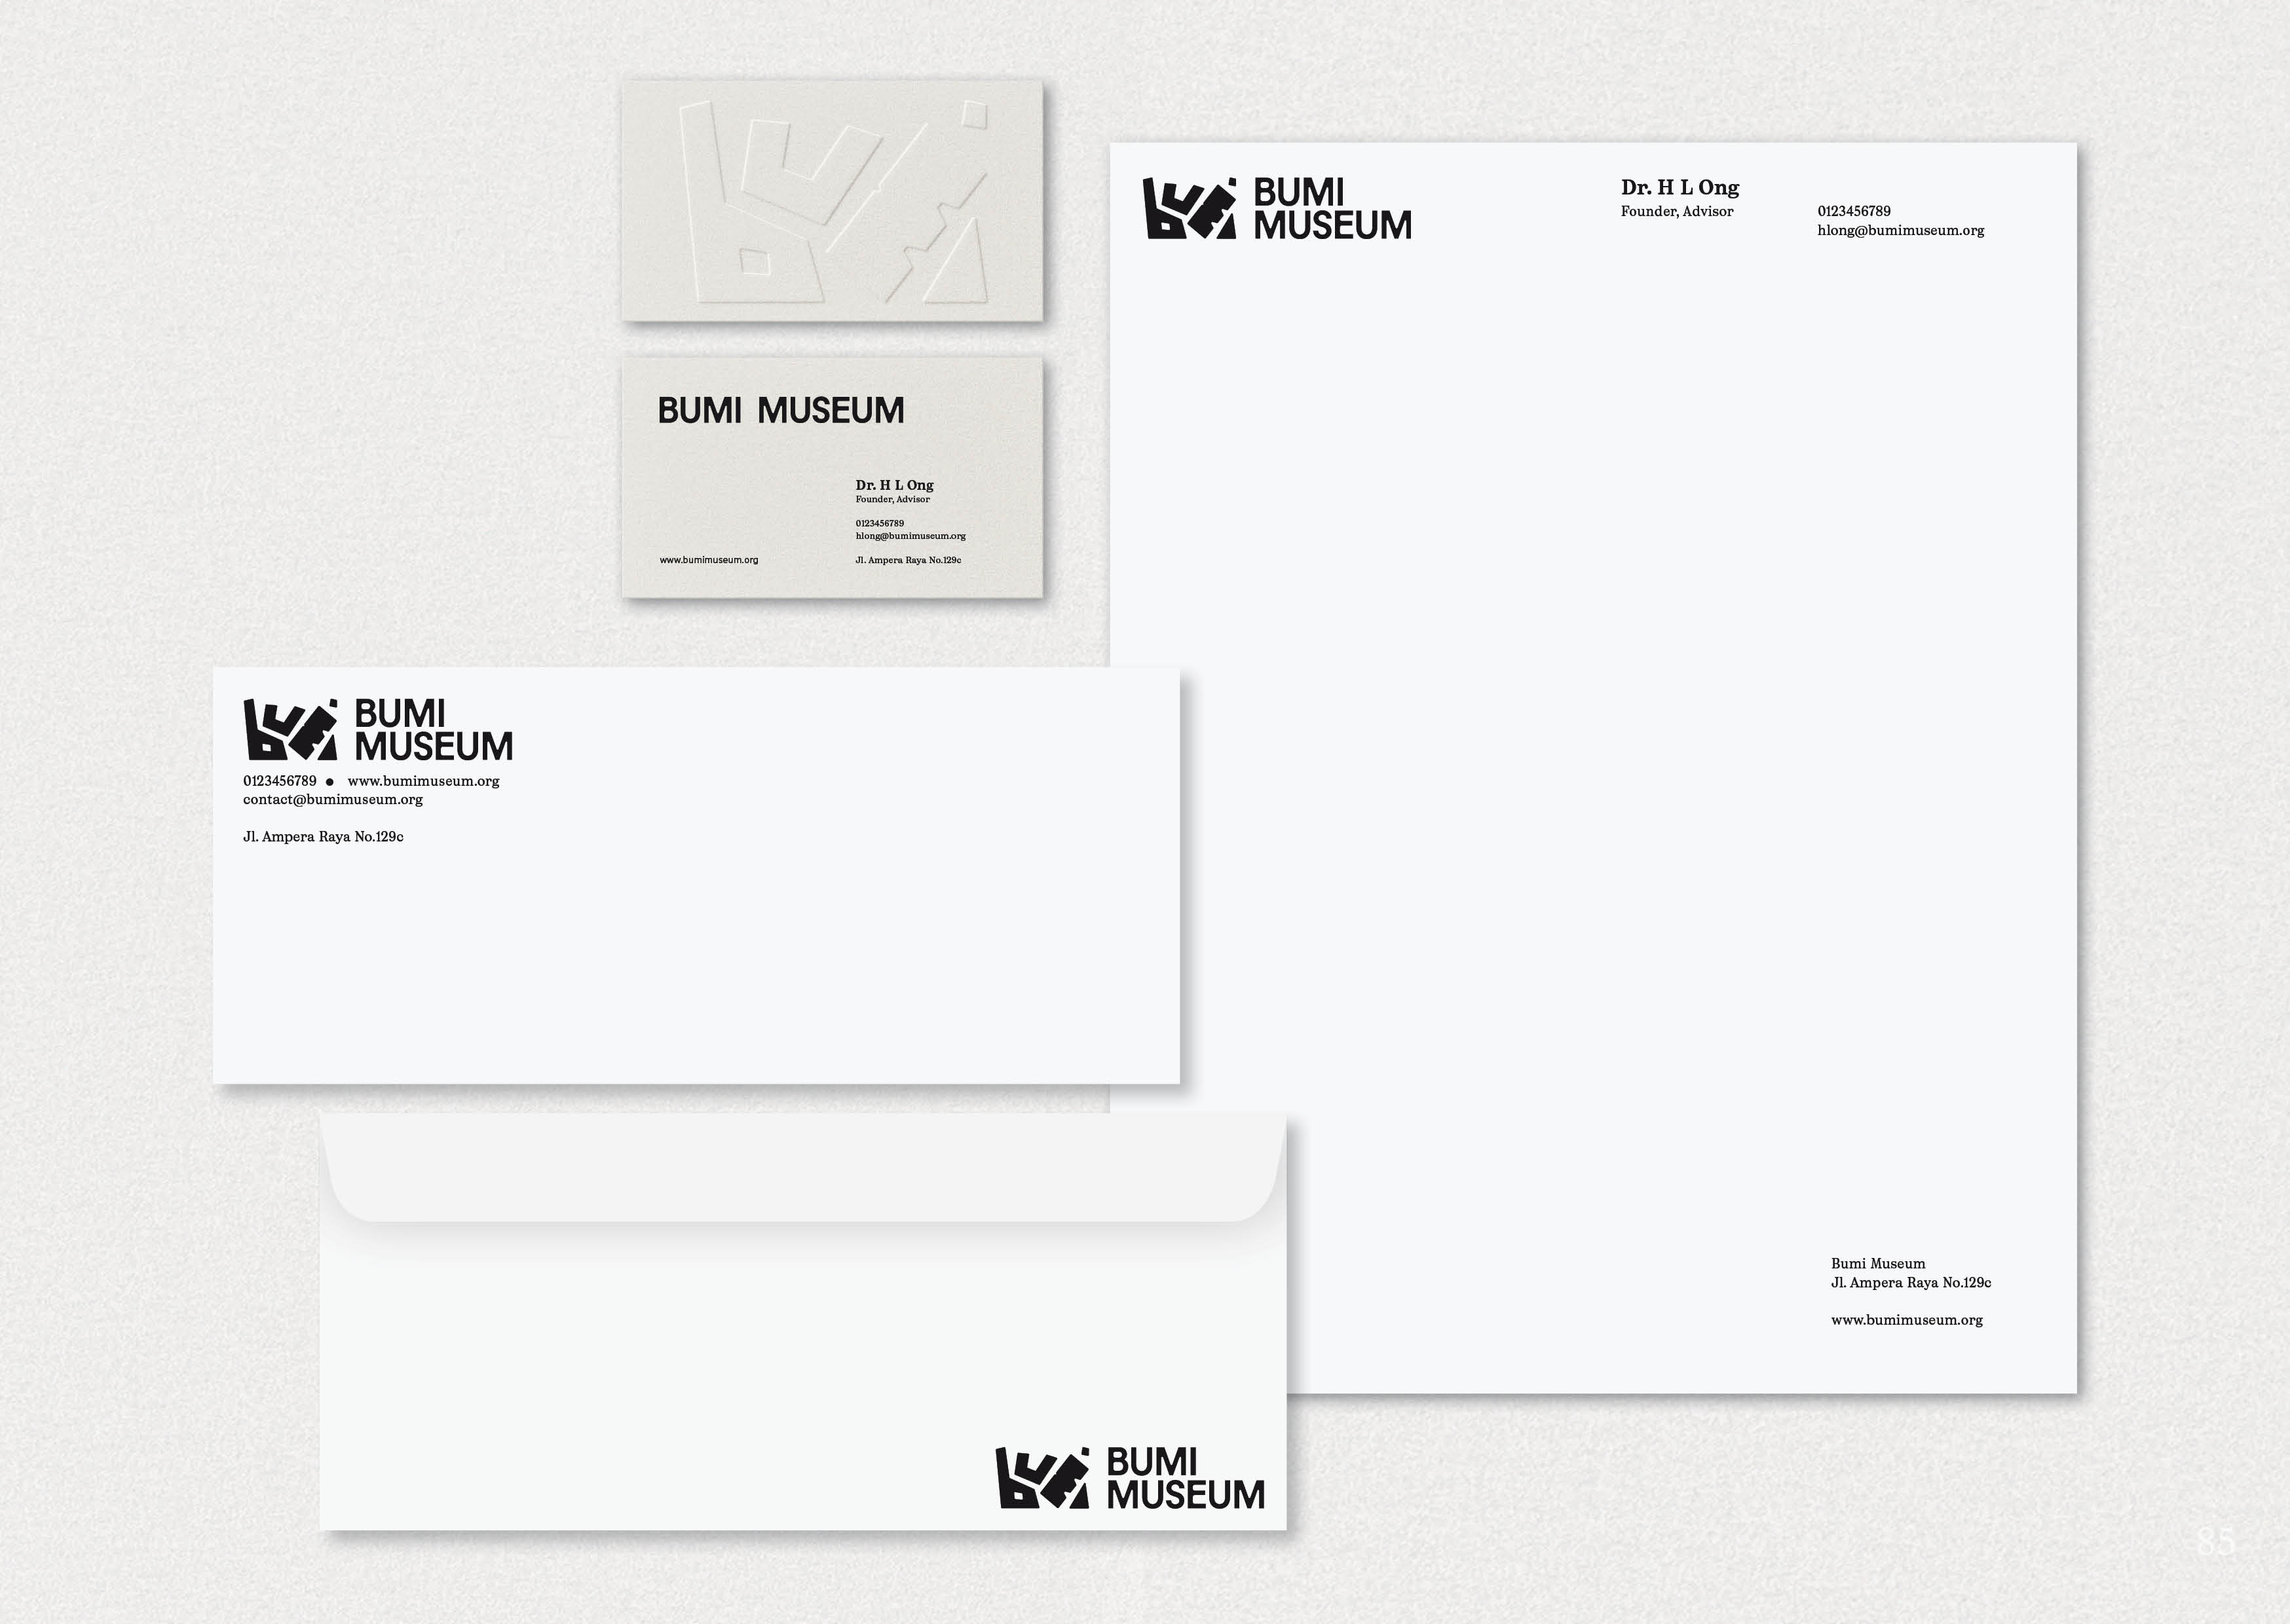 BUMI MUSEUM
Dr. H L Ong
Founder, Advisor
0123456789
hlong@bumimuseum.org
www.bumimuseum.org
Jl. Ampera Raya No.129c
BUMI
MUSEUM
Dr. H L Ong
Founder, Advisor
0123456789
hlong@bumimuseum.org
Bumi Museum
Jl. Ampera Raya No.129c
www.bumimuseum.org
BUMI
MUSEUM
0123456789 ● www.bumimuseum.org
contact@bumimuseum.org
Jl. Ampera Raya No.129c
BUMI
MUSEUM
85